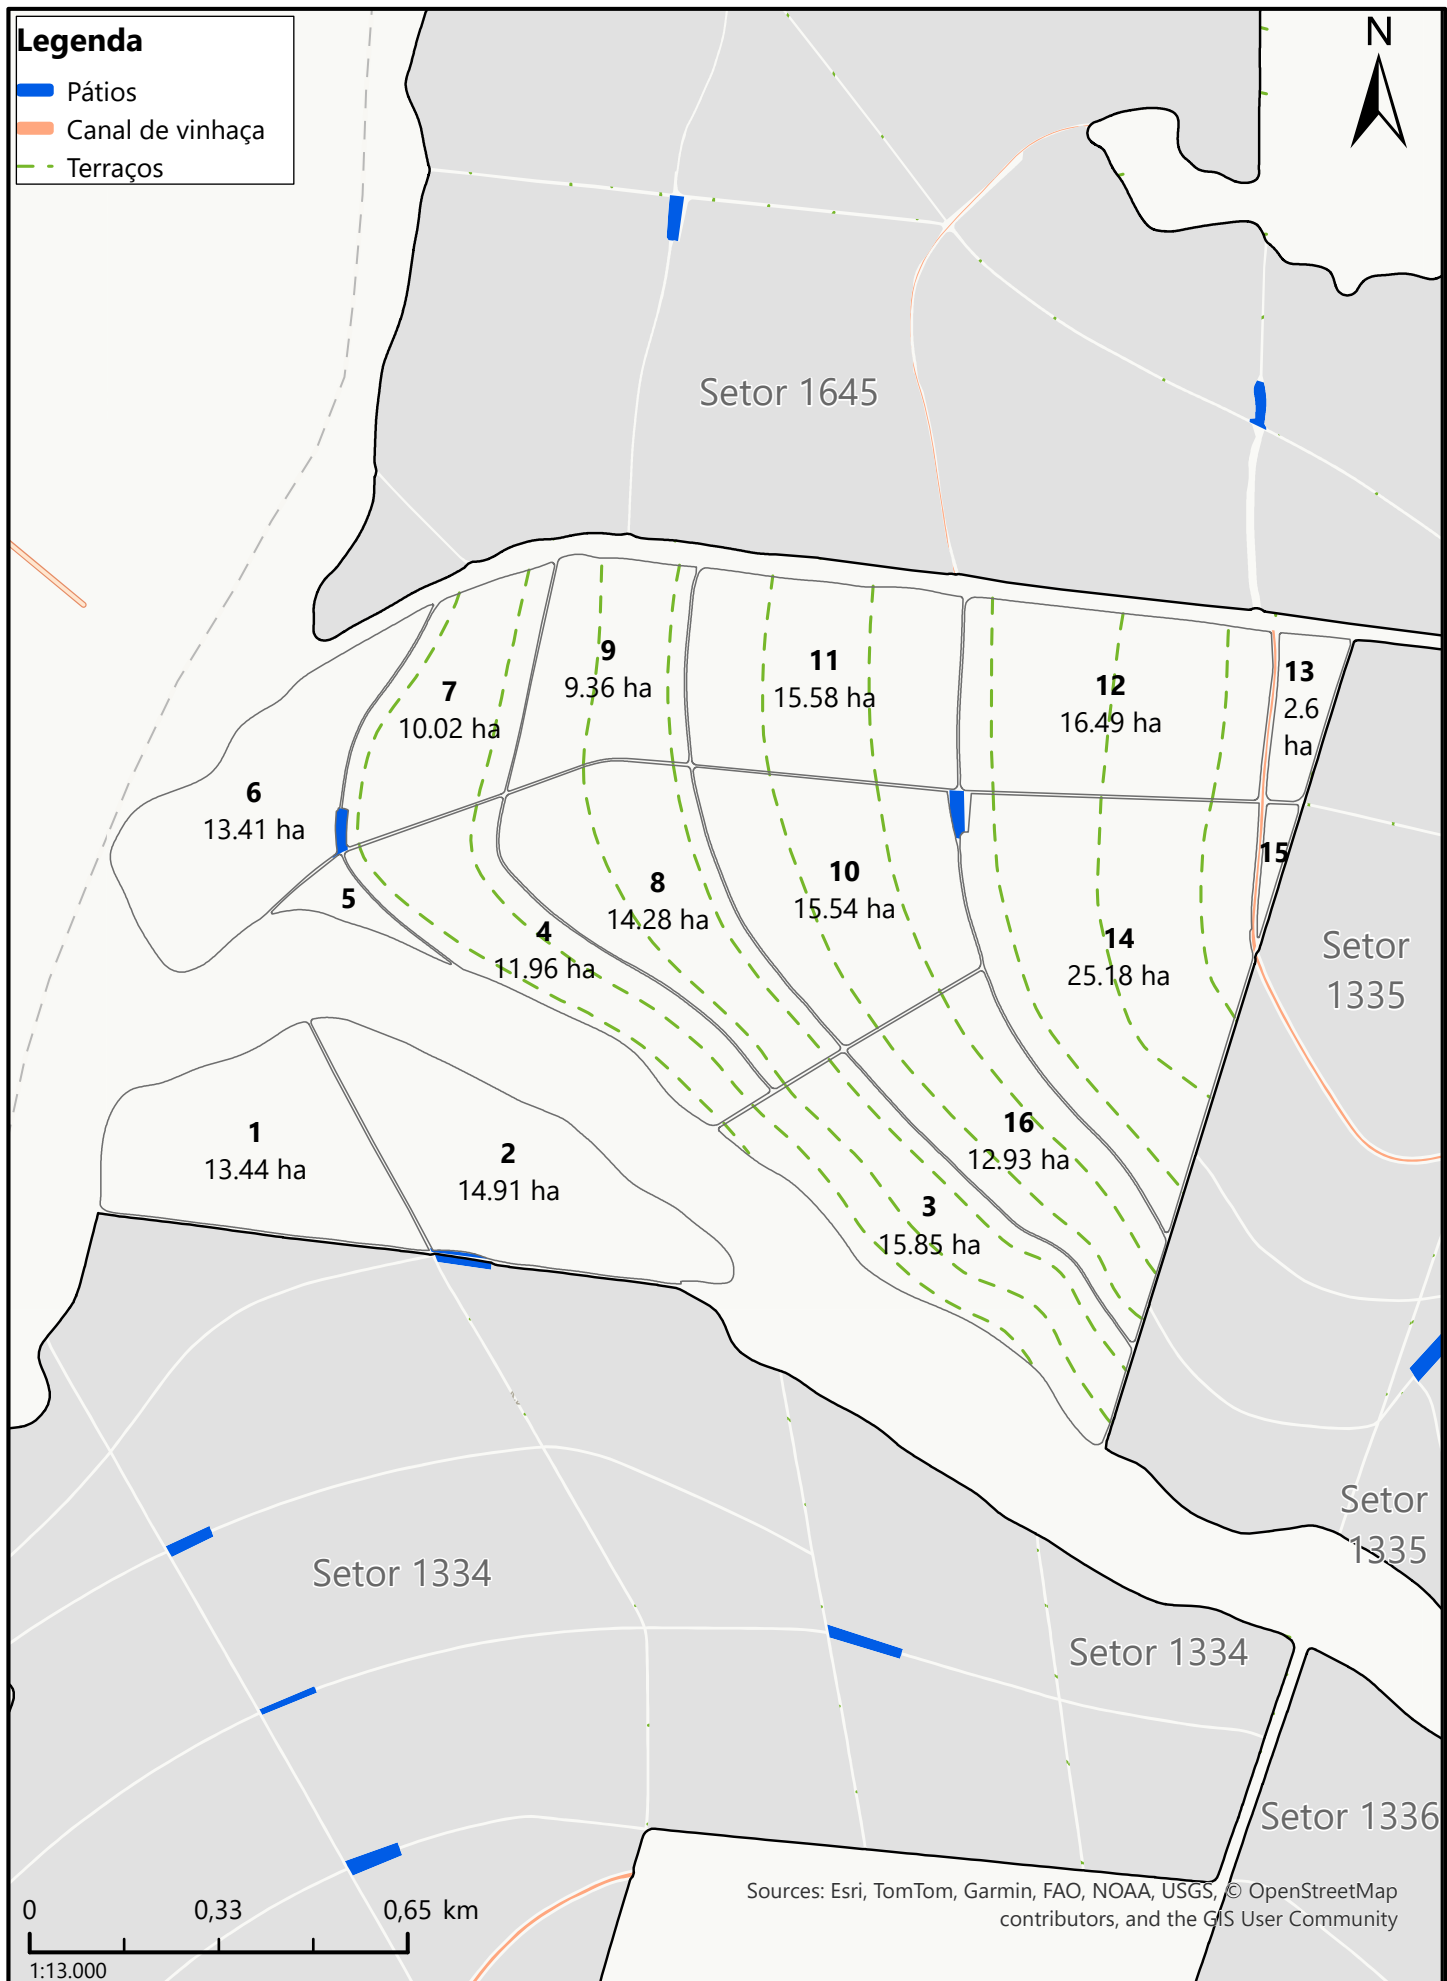 Legenda
Pátios
Canal de vinhaça
Terraços
N
Setor 1645
9
9.36 ha
11
15.58 ha
13
2.6
ha
7
10.02 ha
12
16.49 ha
6
13.41 ha
15
10
15.54 ha
8
14.28 ha
5
4
11.96 ha
14
25.18 ha
Setor
1335
1
13.44 ha
16
12.93 ha
2
14.91 ha
3
15.85 ha
Setor
1335
Setor 1334
Setor 1334
Setor 1336
Sources: Esri, TomTom, Garmin, FAO, NOAA, USGS, © OpenStreetMap
contributors, and the GIS User Community
0 0,33 0,65 km
1:13.000